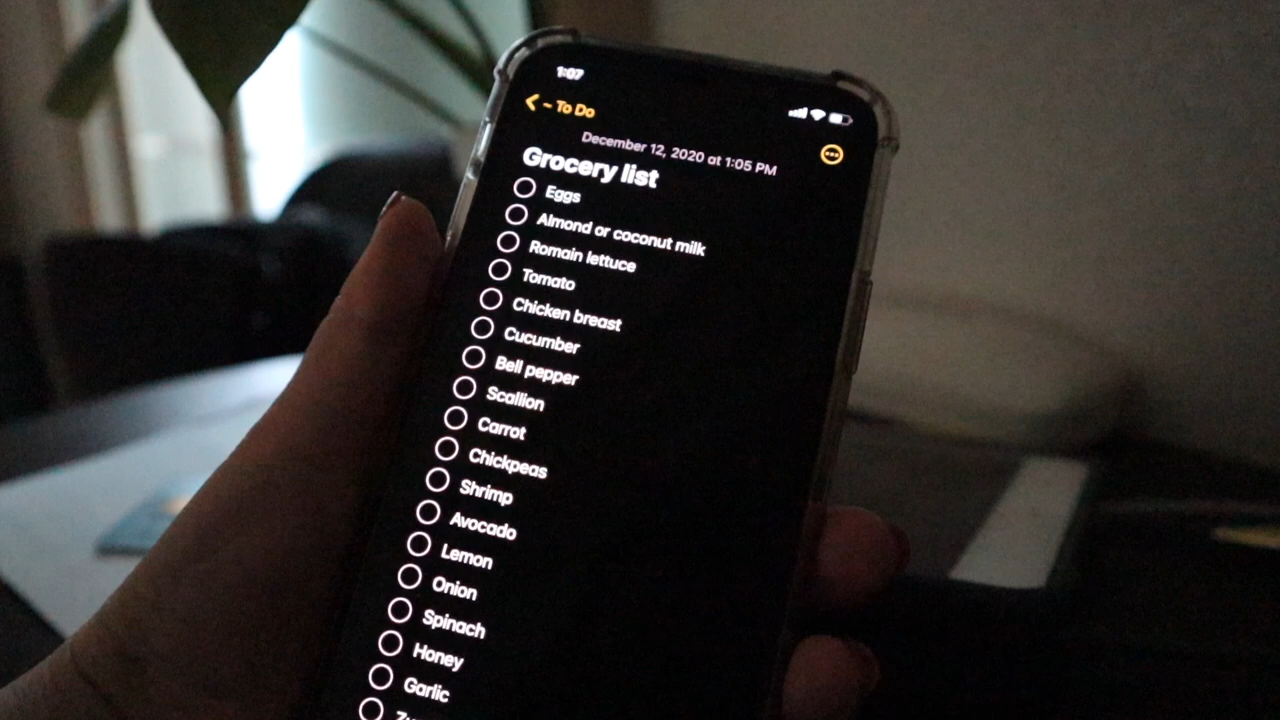 1:07
~ To Do
December 12, 2020 at 1:05 PM
Grocery list
Eggs
Almond or coconut milk
Romain lettuce
Tomato
Chicken breast
Cucumber
Bell pepper
Scallion
Carrot
Chickpeas
Shrimp
Avocado
Lemon
Onion
Spinach
Honey
Garlic